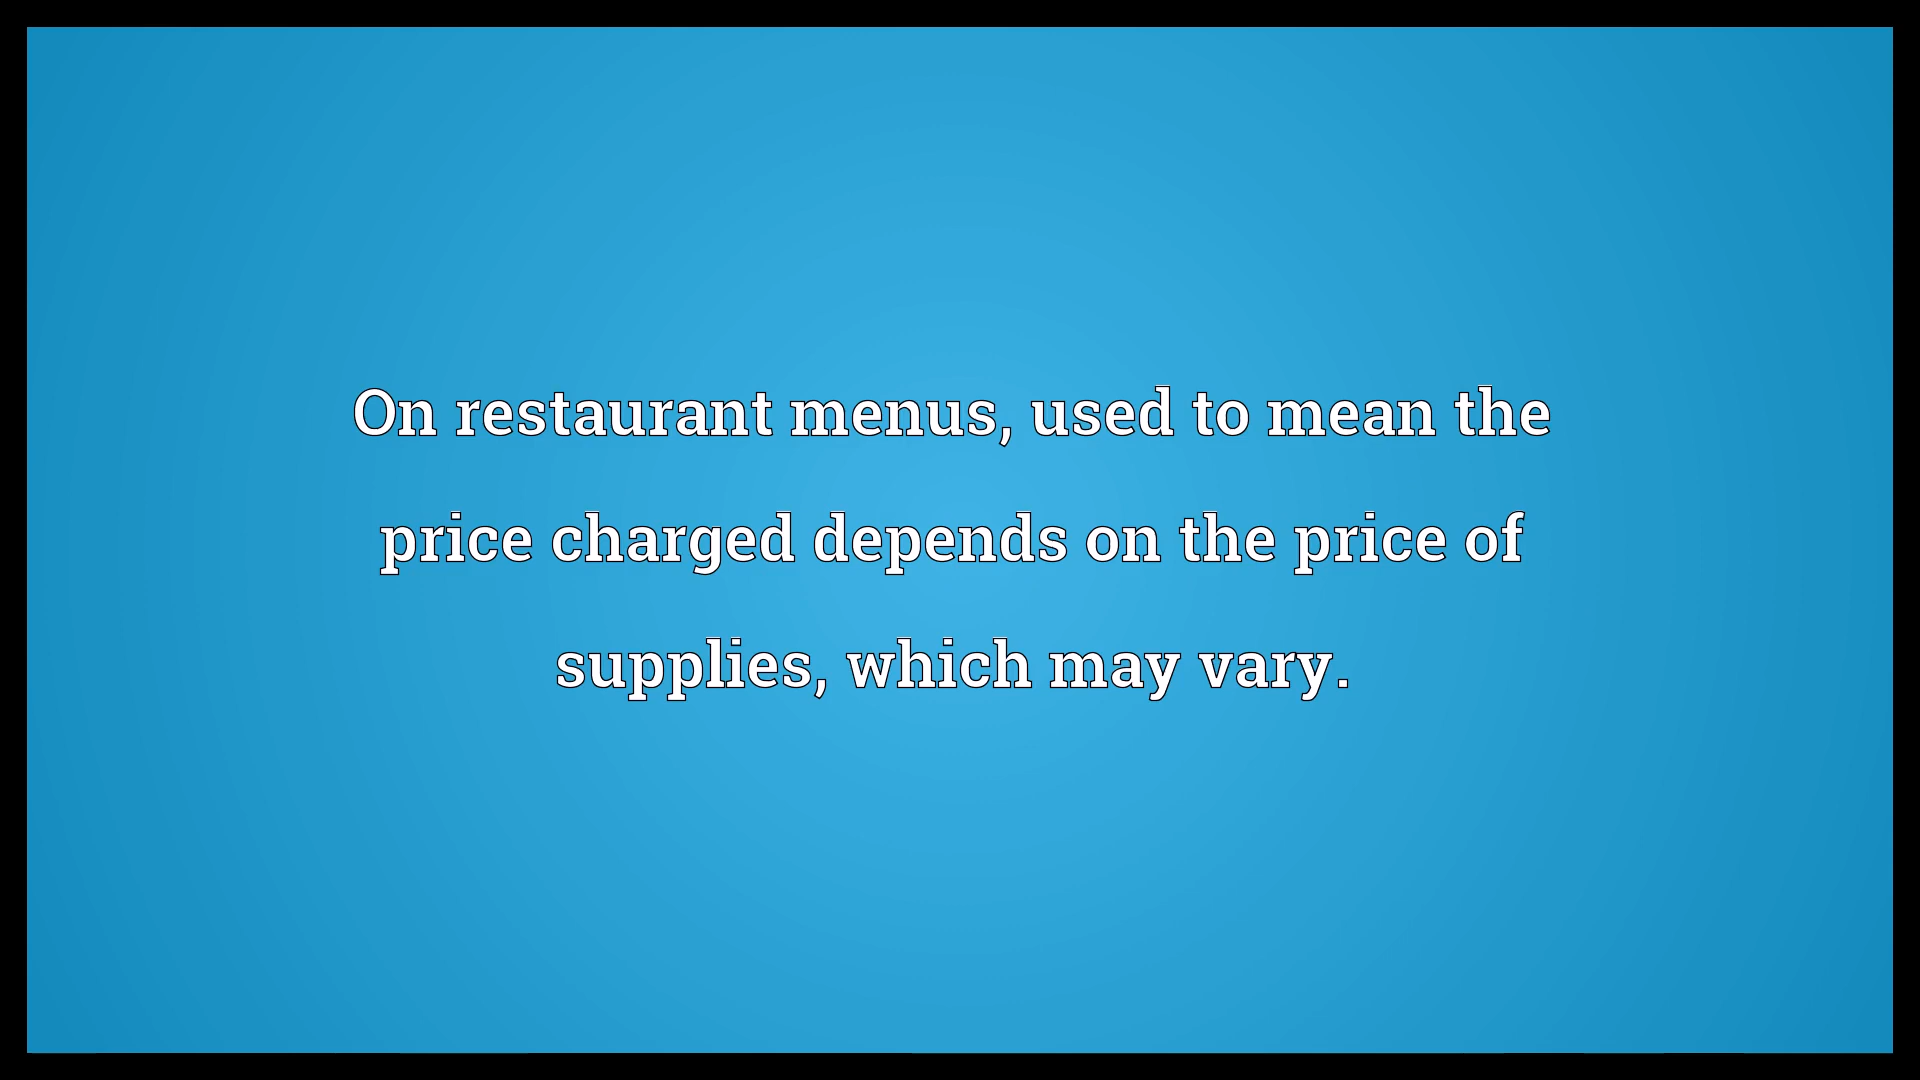 On restaurant menus, used to mean the
price charged depends on the price of
supplies, which may vary.